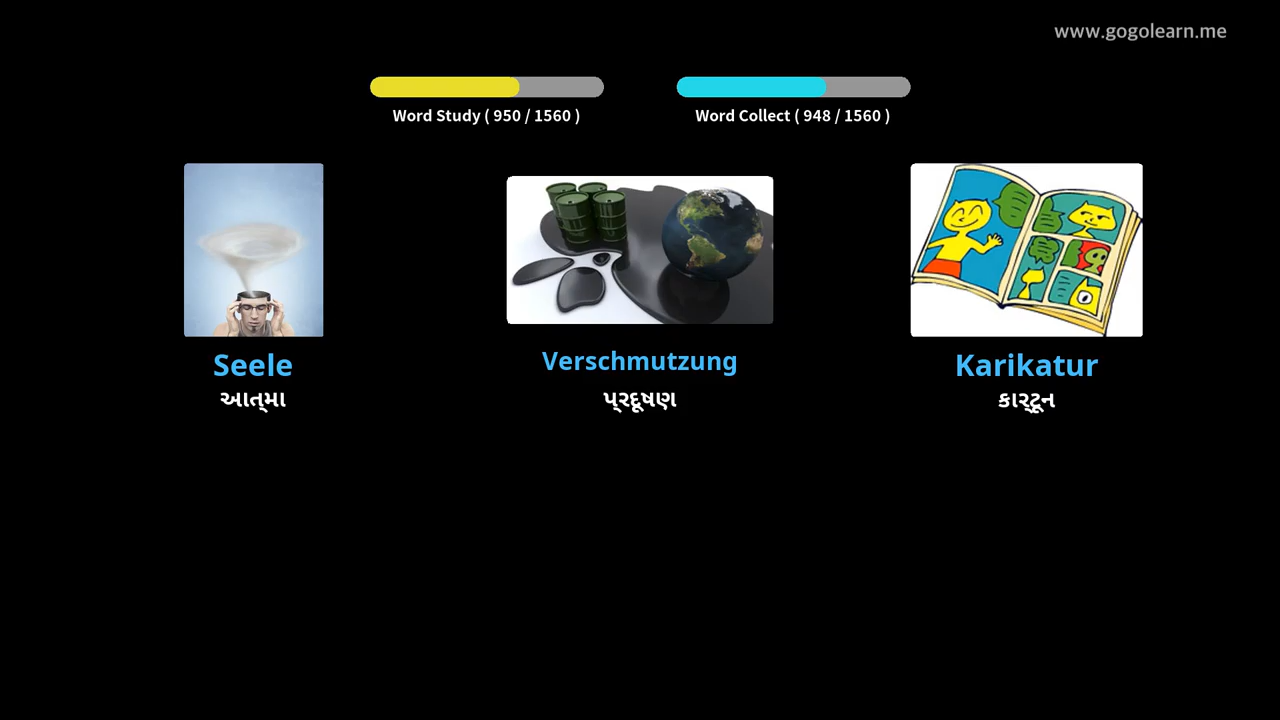 www.gogolearn.me
Word Study ( 950 / 1560 )
Word Collect ( 948 / 1560 )
Seele
Verschmutzung
Karikatur
આત્‌મા
પ્‌રદૂષણ
કાર્‌ટૂન